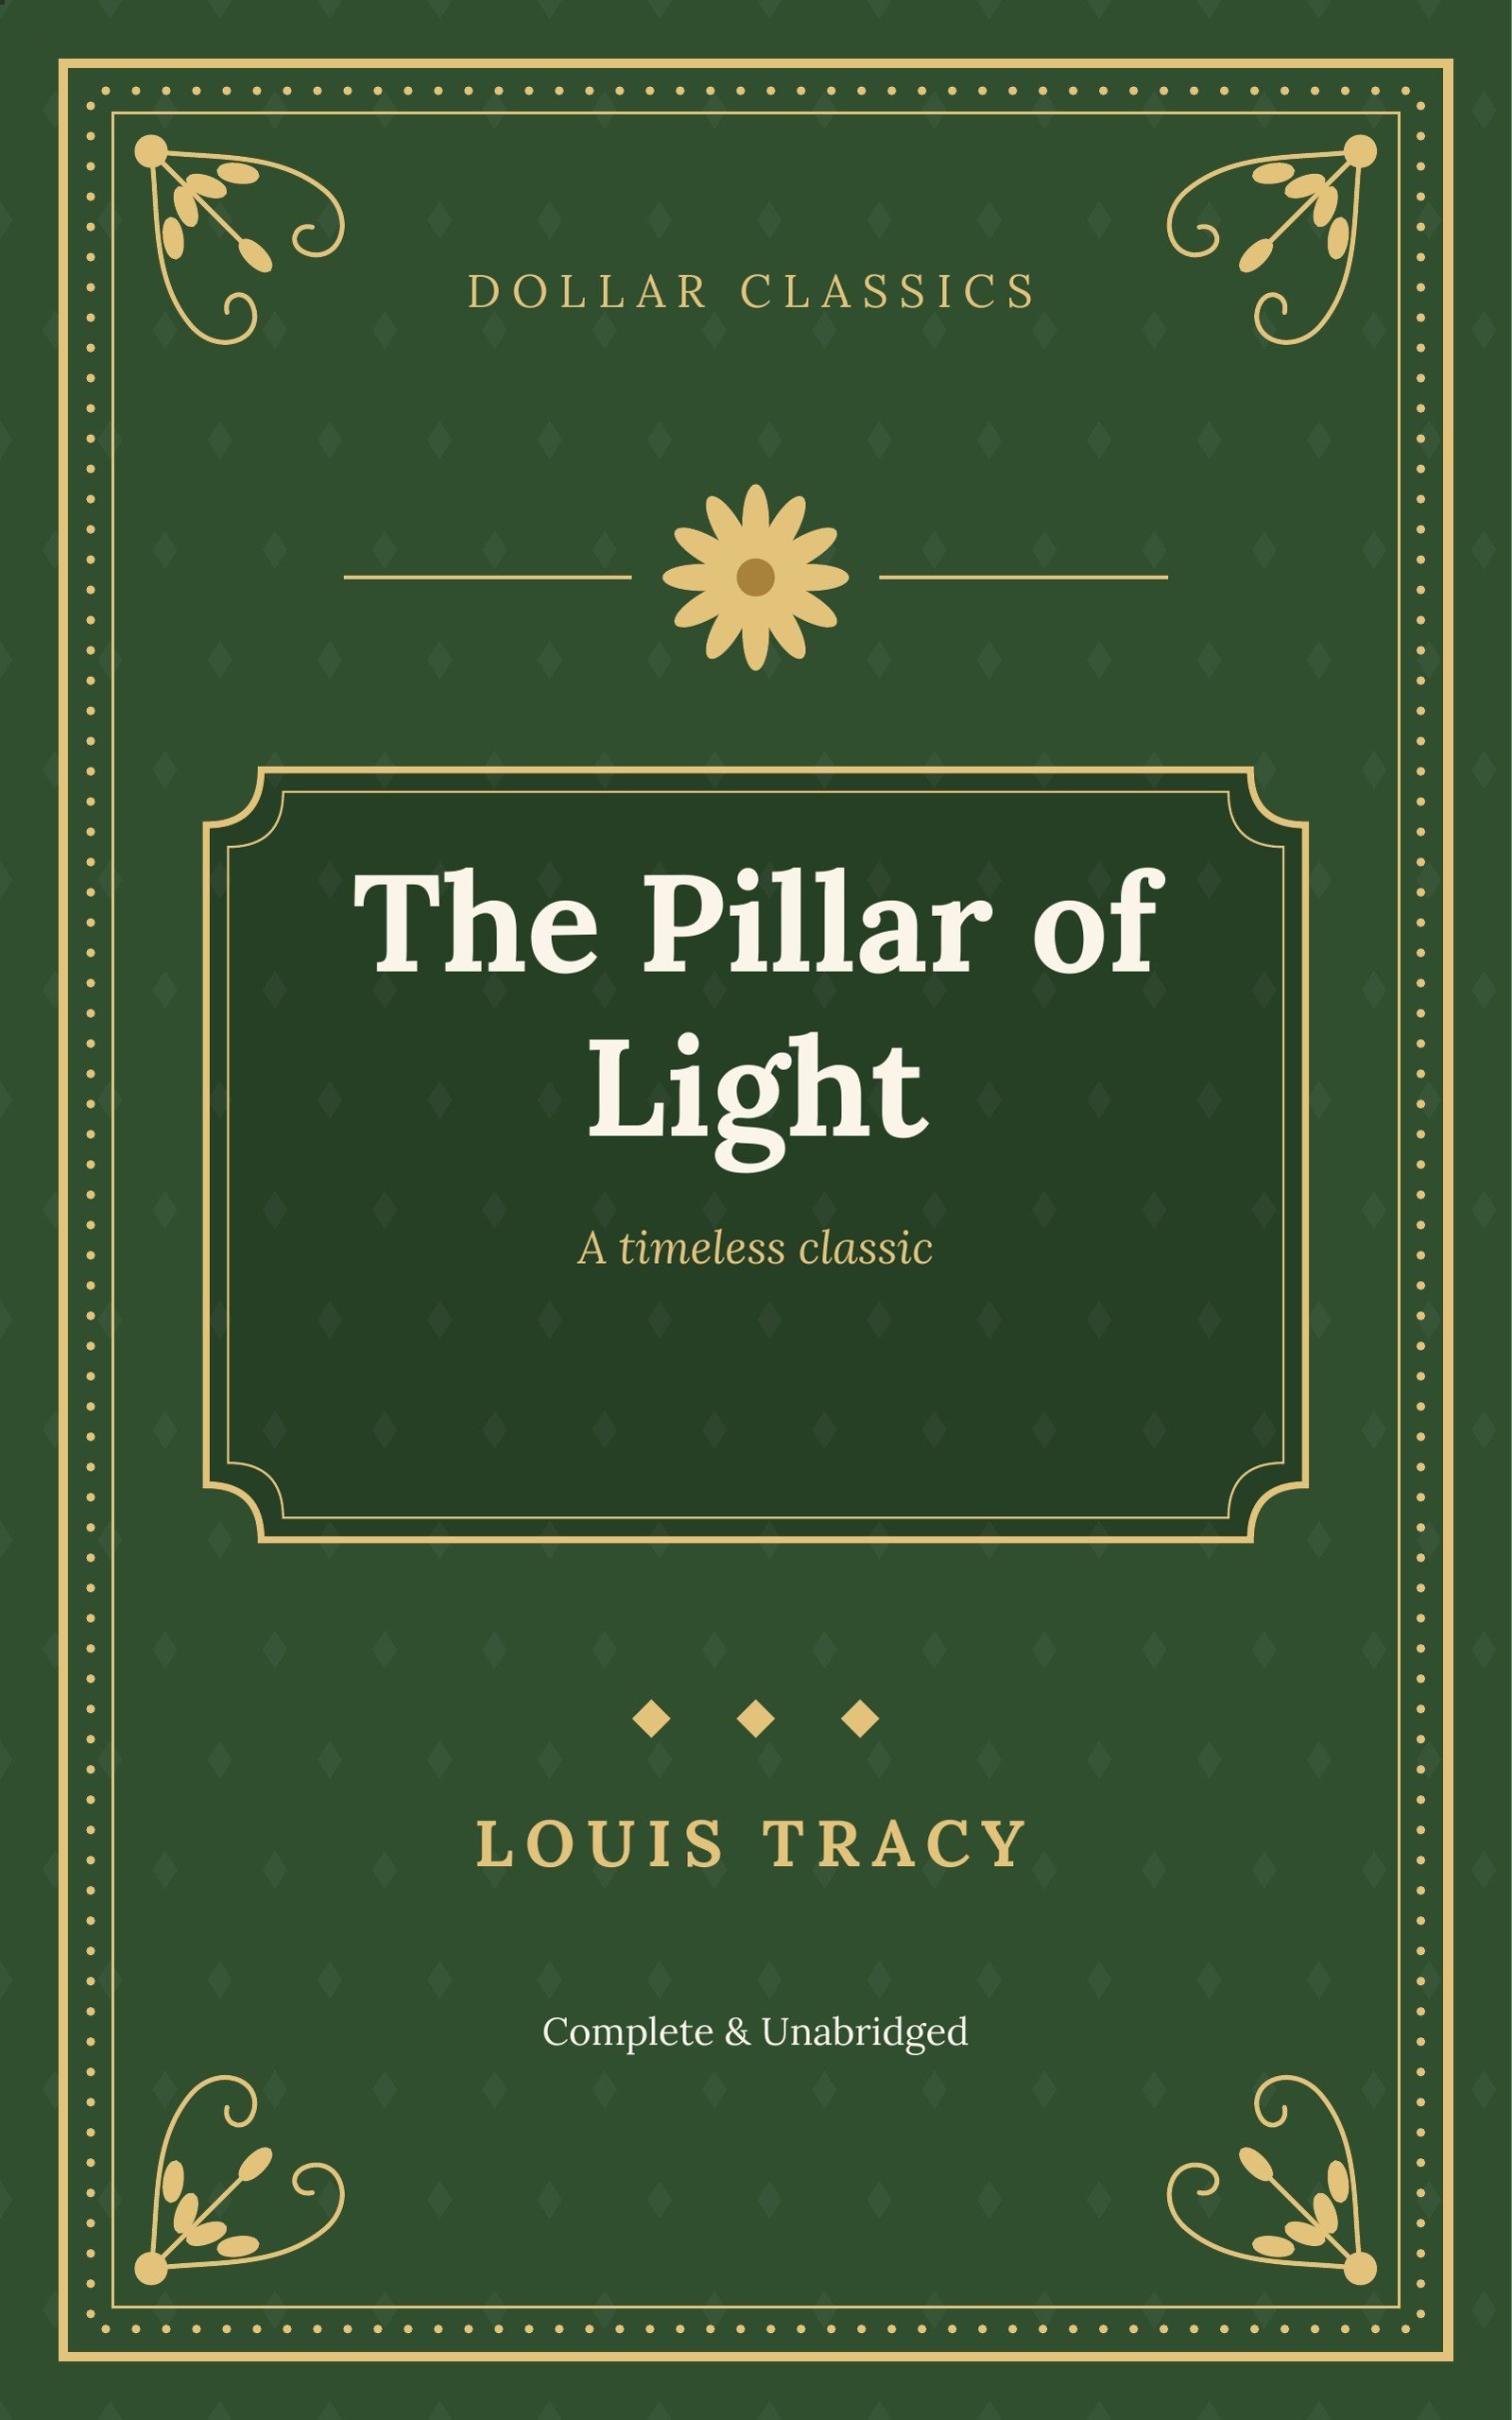 DOLLAR CLASSICS
The Pillar of
Light
A timeless classic
LOUIS TRACY
Complete & Unabridged